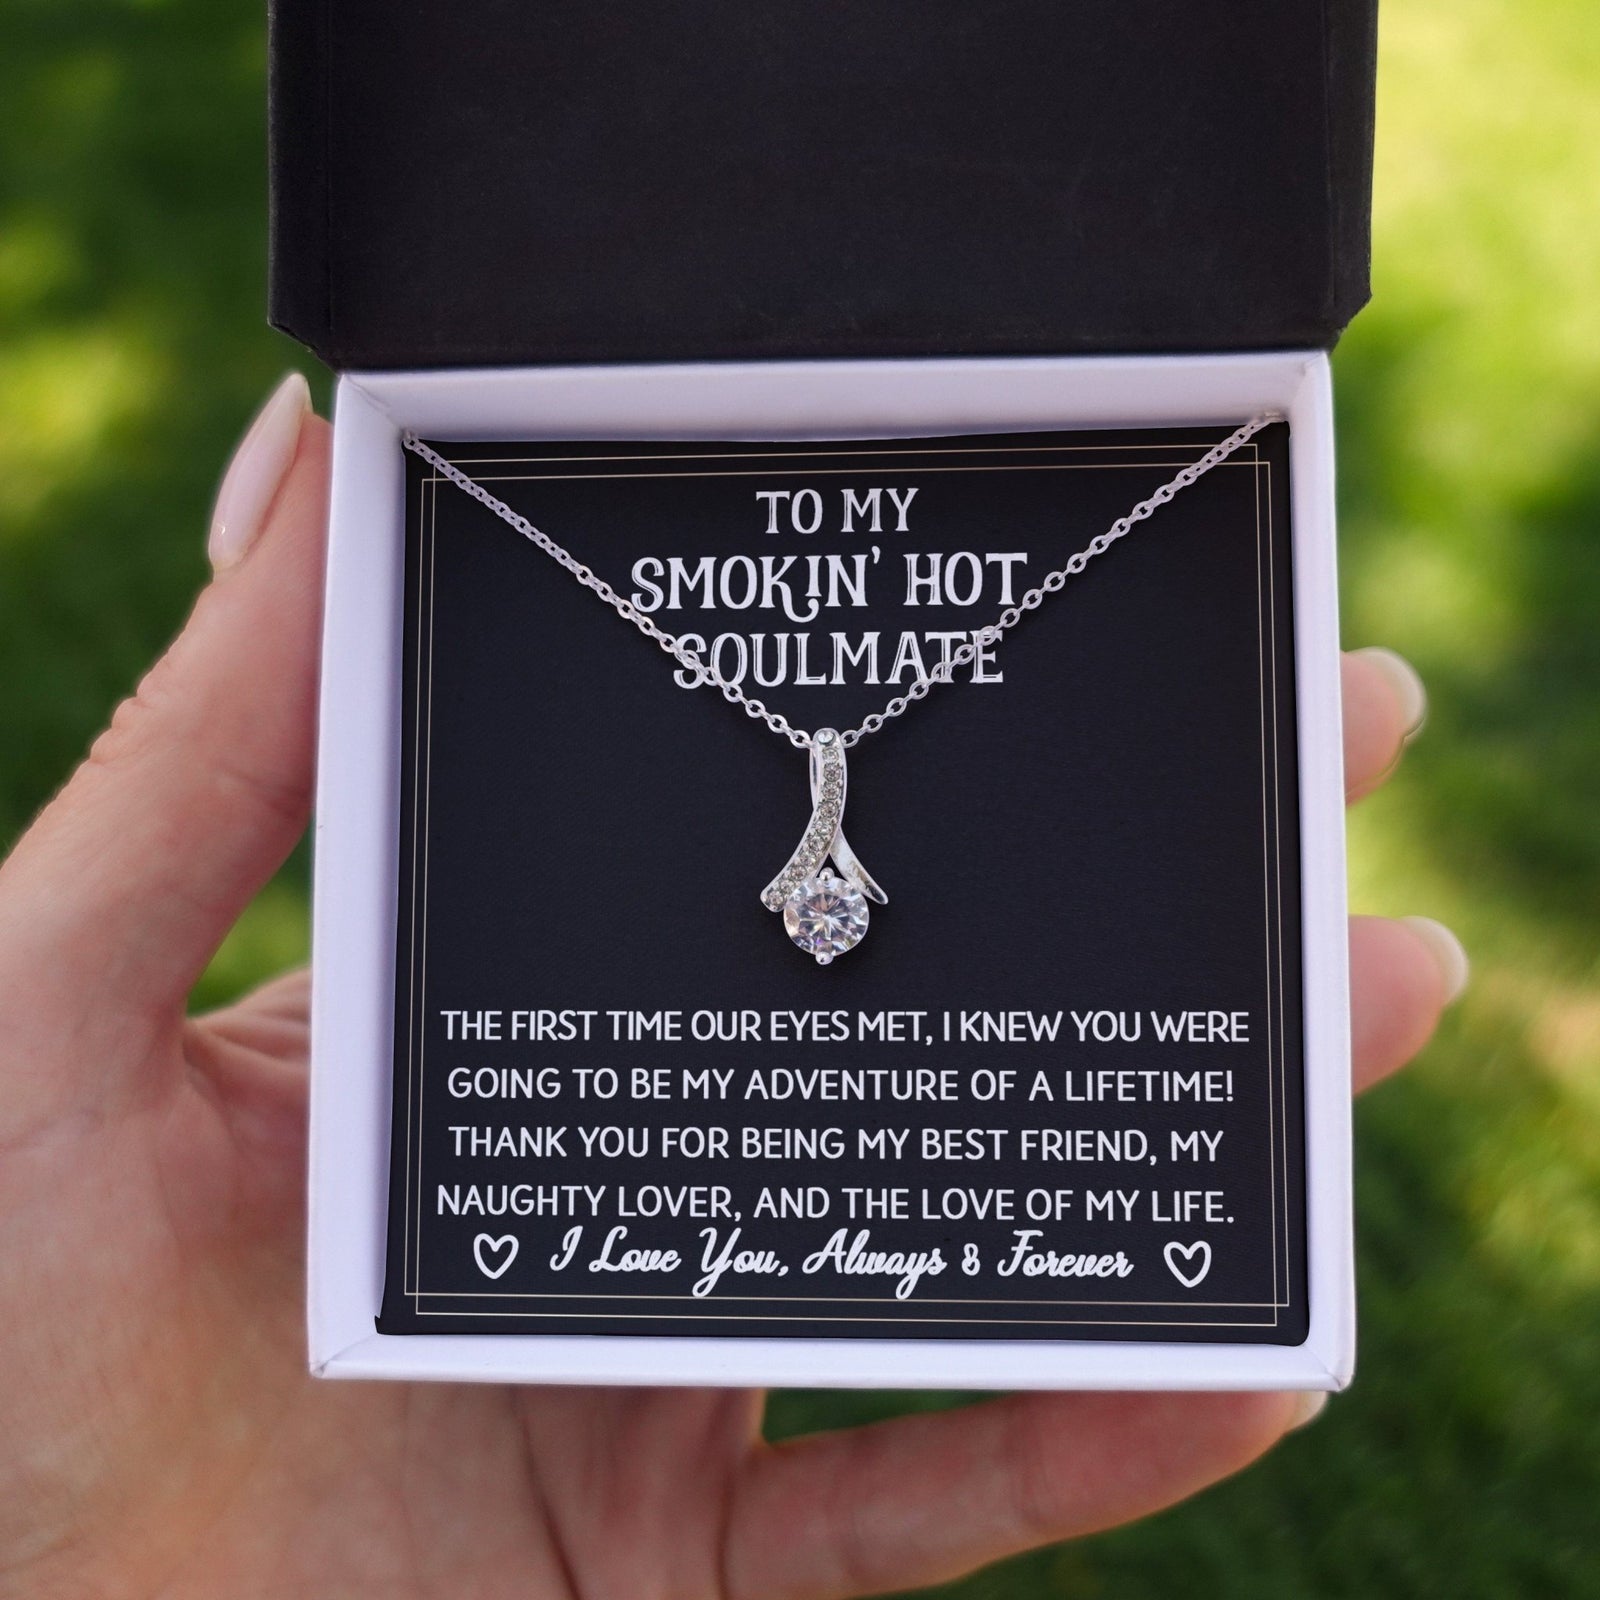 TO MY
SMOKIN' HOT
SOULMATE
THE FIRST TIME OUR EYES MET, I KNEW YOU WERE
GOING TO BE MY ADVENTURE OF A LIFETIME!
THANK YOU FOR BEING MY BEST FRIEND, MY
NAUGHTY LOVER, AND THE LOVE OF MY LIFE.
I Love You, Always & Forever